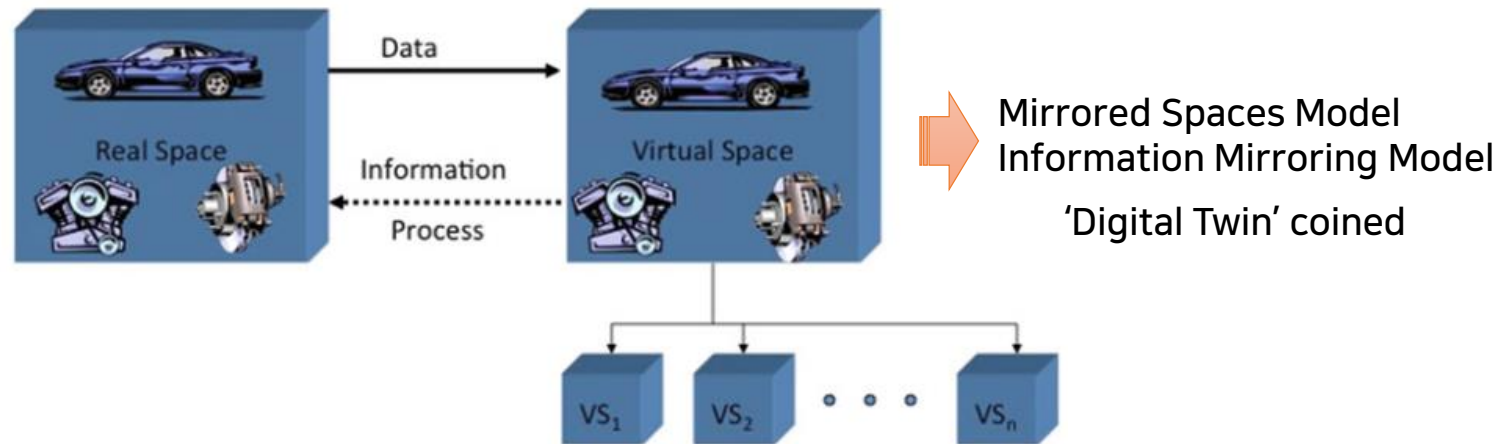 Data
Real Space
Virtual Space
Information
Process
Mirrored Spaces Model
Information Mirroring Model
‘Digital Twin’ coined
VS₁
VS₂
VSₙ